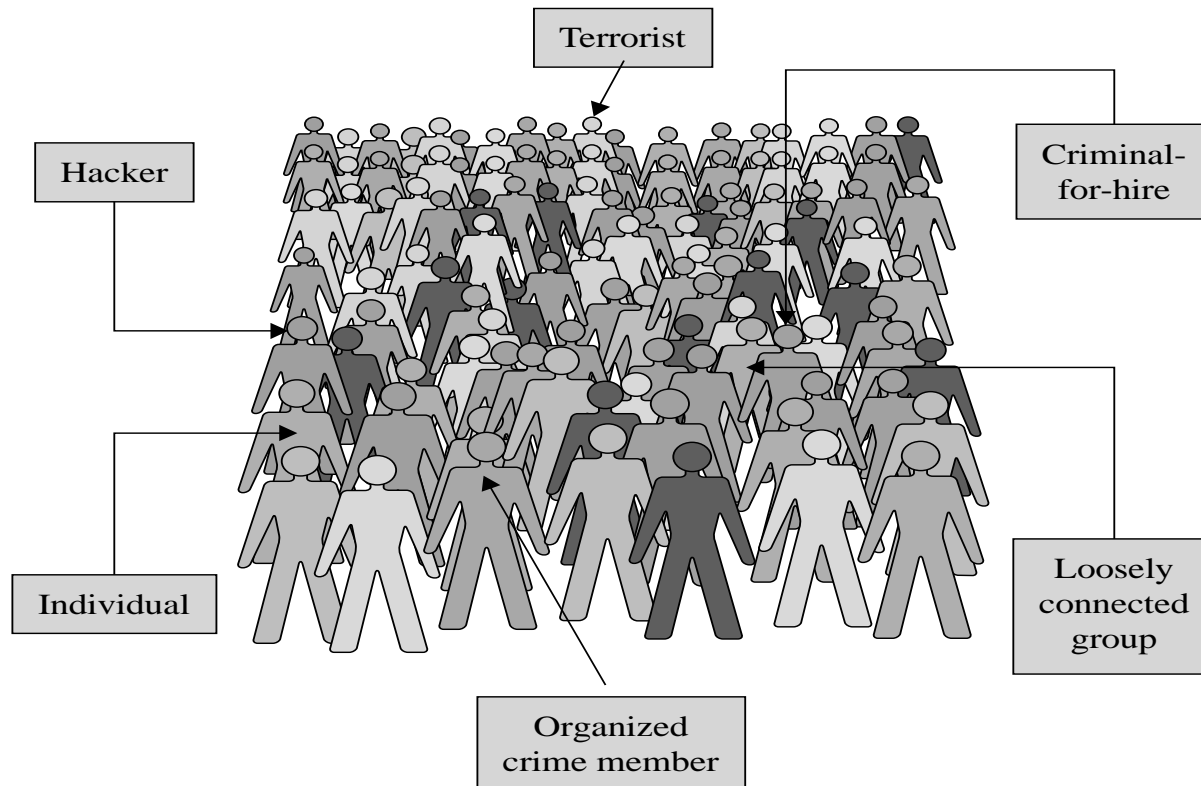 Terrorist
Hacker
Criminal-
for-hire
Individual
Loosely
connected
group
Organized
crime member